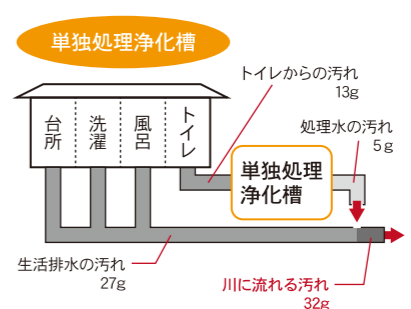 単独処理浄化槽
台所
洗濯
風呂
トイレ
トイレからの汚れ
13g
処理水の汚れ
5g
単独処理
浄化槽
生活排水の汚れ
27g
川に流れる汚れ
32g